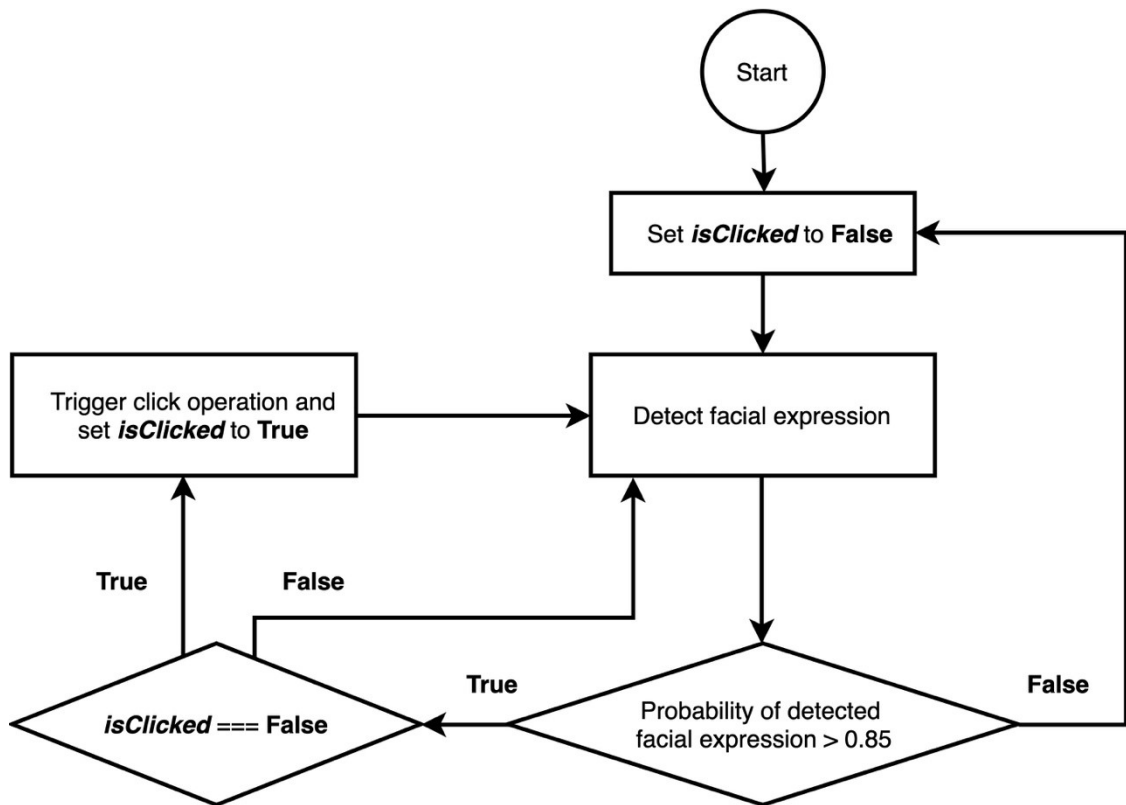 Start
Set isClicked to False
Trigger click operation and
set isClicked to True
Detect facial expression
True
False
True
False
isClicked === False
Probability of detected
facial expression > 0.85